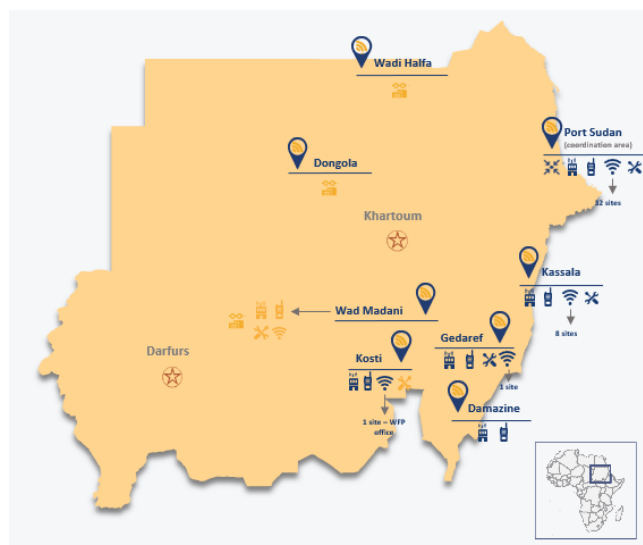 Wadi Halfa
Port Sudan
(coordination area)
Dongola
12 sites
Khartoum
Kassala
Wad Madani
8 sites
Gedaref
Darfurs
Kosti
1 site
Damazine
1 site – WFP
office